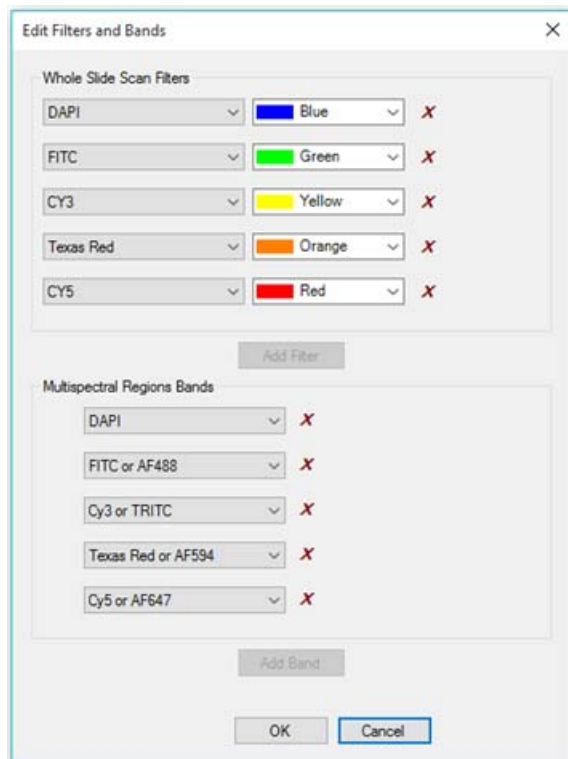 Edit Filters and Bands
Whole Slide Scan Filters
DAPI Blue X
FITC Green X
CY3 Yellow X
Texas Red Orange X
CY5 Red X
Add Filter
Multispectral Regions Bands
DAPI X
FITC or AF488 X
Cy3 or TRITC X
Texas Red or AF594 X
Cy5 or AF647 X
Add Band
OK Cancel